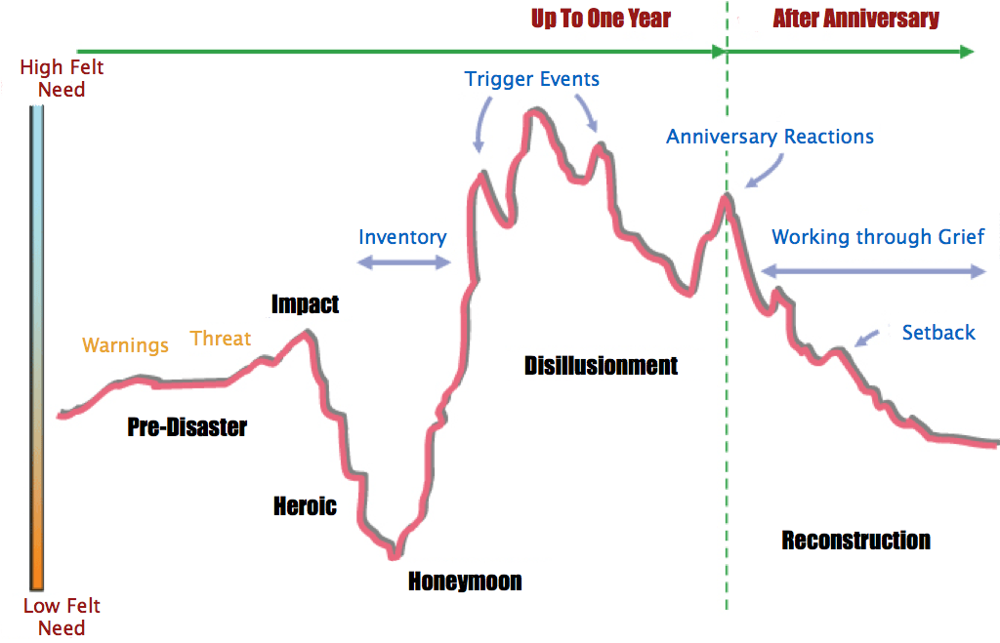 Up To One Year
After Anniversary
High Felt
Need
Trigger Events
Anniversary Reactions
Inventory
Working through Grief
Impact
Warnings
Threat
Setback
Disillusionment
Pre-Disaster
Heroic
Reconstruction
Honeymoon
Low Felt
Need